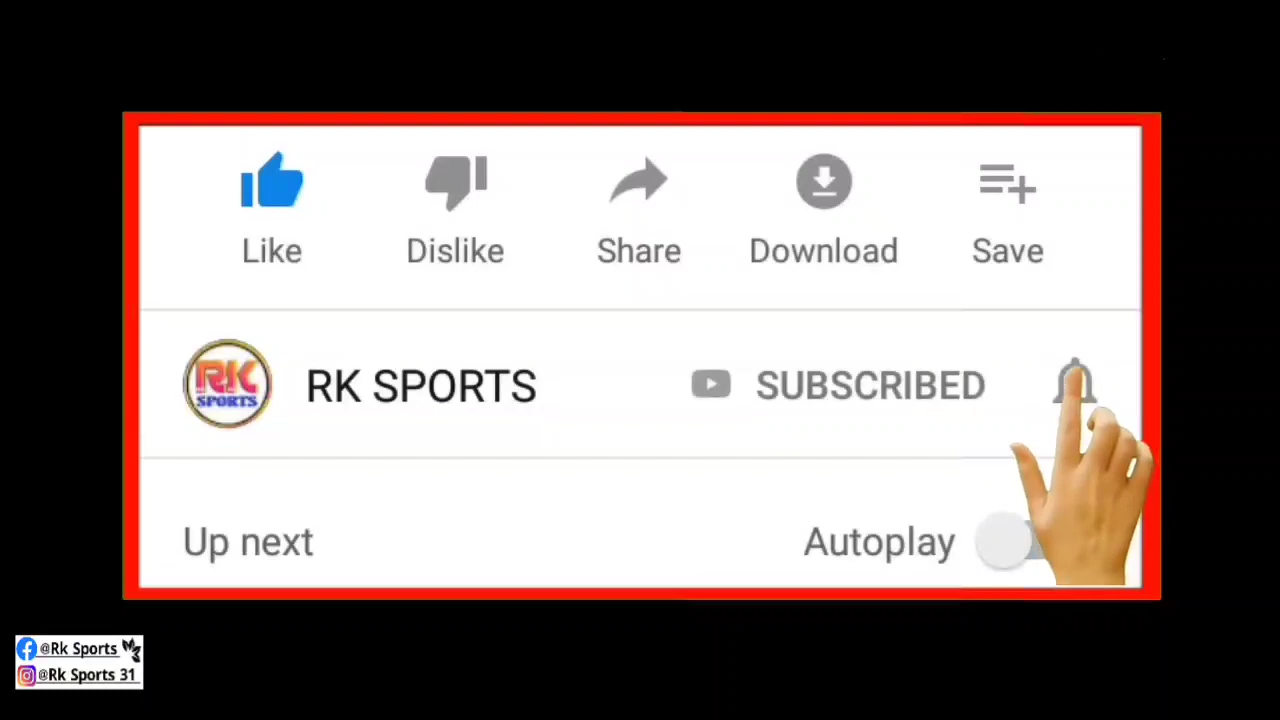 Like Dislike Share Download Save
RK SPORTS
RK SPORTS SUBSCRIBED
Up next Autoplay
@Rk Sports
@Rk Sports 31